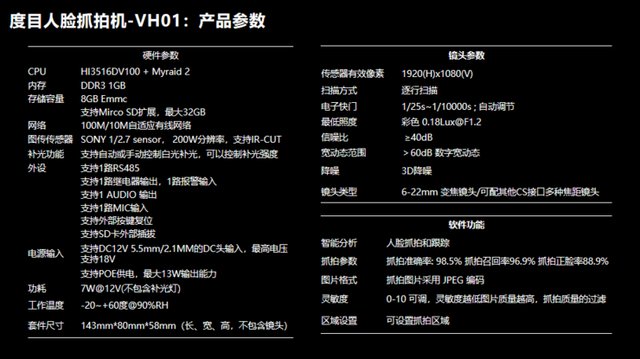 度目人脸抓拍机-VH01：产品参数
硬件参数
CPU HI3516DV100 + Myraid 2
内存 DDR3 1GB
存储容量 8GB Emmc
支持Mirco SD扩展，最大32GB
网络 100M/10M自适应有线网络
图传传感器 SONY 1/2.7 sensor， 200W分辨率，支持IR-CUT
补光功能 支持自动或手动控制白光补光，可以控制补光强度
外设 支持1路RS485
支持1路继电器输出，1路报警输入
支持1 AUDIO 输出
支持1路MIC输入
支持外部按键复位
支持SD卡外部插拔
电源输入 支持DC12V 5.5mm/2.1MM的DC头输入，最高电压
支持18V
支持POE供电，最大13W输出能力
功耗 7W@12V(不包含补光灯)
工作温度 -20~+60度@90%RH
套件尺寸 143mm*80mm*58mm（长、宽、高，不包含镜头）
镜头参数
传感器有效像素 1920(H)x1080(V)
扫描方式 逐行扫描
电子快门 1/25s~1/10000s ; 自动调节
最低照度 彩色 0.18Lux@F1.2
信噪比 ≥40dB
宽动态范围 ＞60dB 数字宽动态
降噪 3D降噪
镜头类型 6-22mm 变焦镜头/可配其他CS接口多种焦距镜头
软件功能
智能分析 人脸抓拍和跟踪
抓拍参数 抓拍准确率: 98.5% 抓拍召回率96.9% 抓拍正脸率88.9%
图片格式 抓拍图片采用 JPEG 编码
灵敏度 0-10 可调，灵敏度越低图片质量越高，抓拍质量的过滤
区域设置 可设置抓拍区域